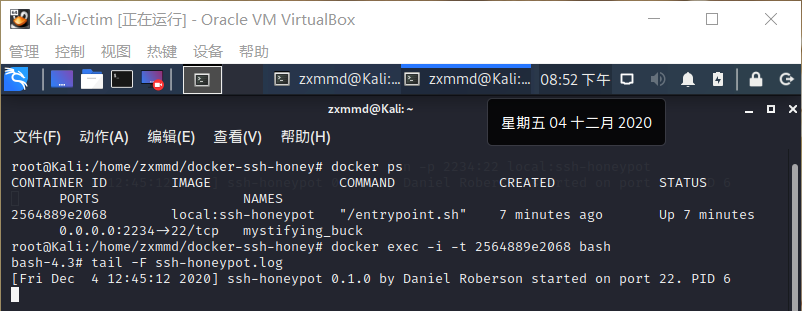 Kali-Victim [正在运行] - Oracle VM VirtualBox
管理 控制 视图 热键 设备 帮助
zxmmd@Kali:... zxmmd@Kali:... 08:52 下午
zxmmd@Kali: ~
星期五 04 十二月 2020
文件(F) 动作(A) 编辑(E) 查看(V) 帮助(H)
root@Kali:/home/zxmmd/docker-ssh-honey# docker ps
CONTAINER ID IMAGE COMMAND CREATED STATUS
PORTS NAMES
2564889e2068 local:ssh-honeypot "/entrypoint.sh" 7 minutes ago Up 7 minutes
0.0.0.0:2234→22/tcp mystifying_buck
root@Kali:/home/zxmmd/docker-ssh-honey# docker exec -i -t 2564889e2068 bash
bash-4.3# tail -F ssh-honeypot.log
[Fri Dec  4 12:45:12 2020] ssh-honeypot 0.1.0 by Daniel Roberson started on port 22. PID 6